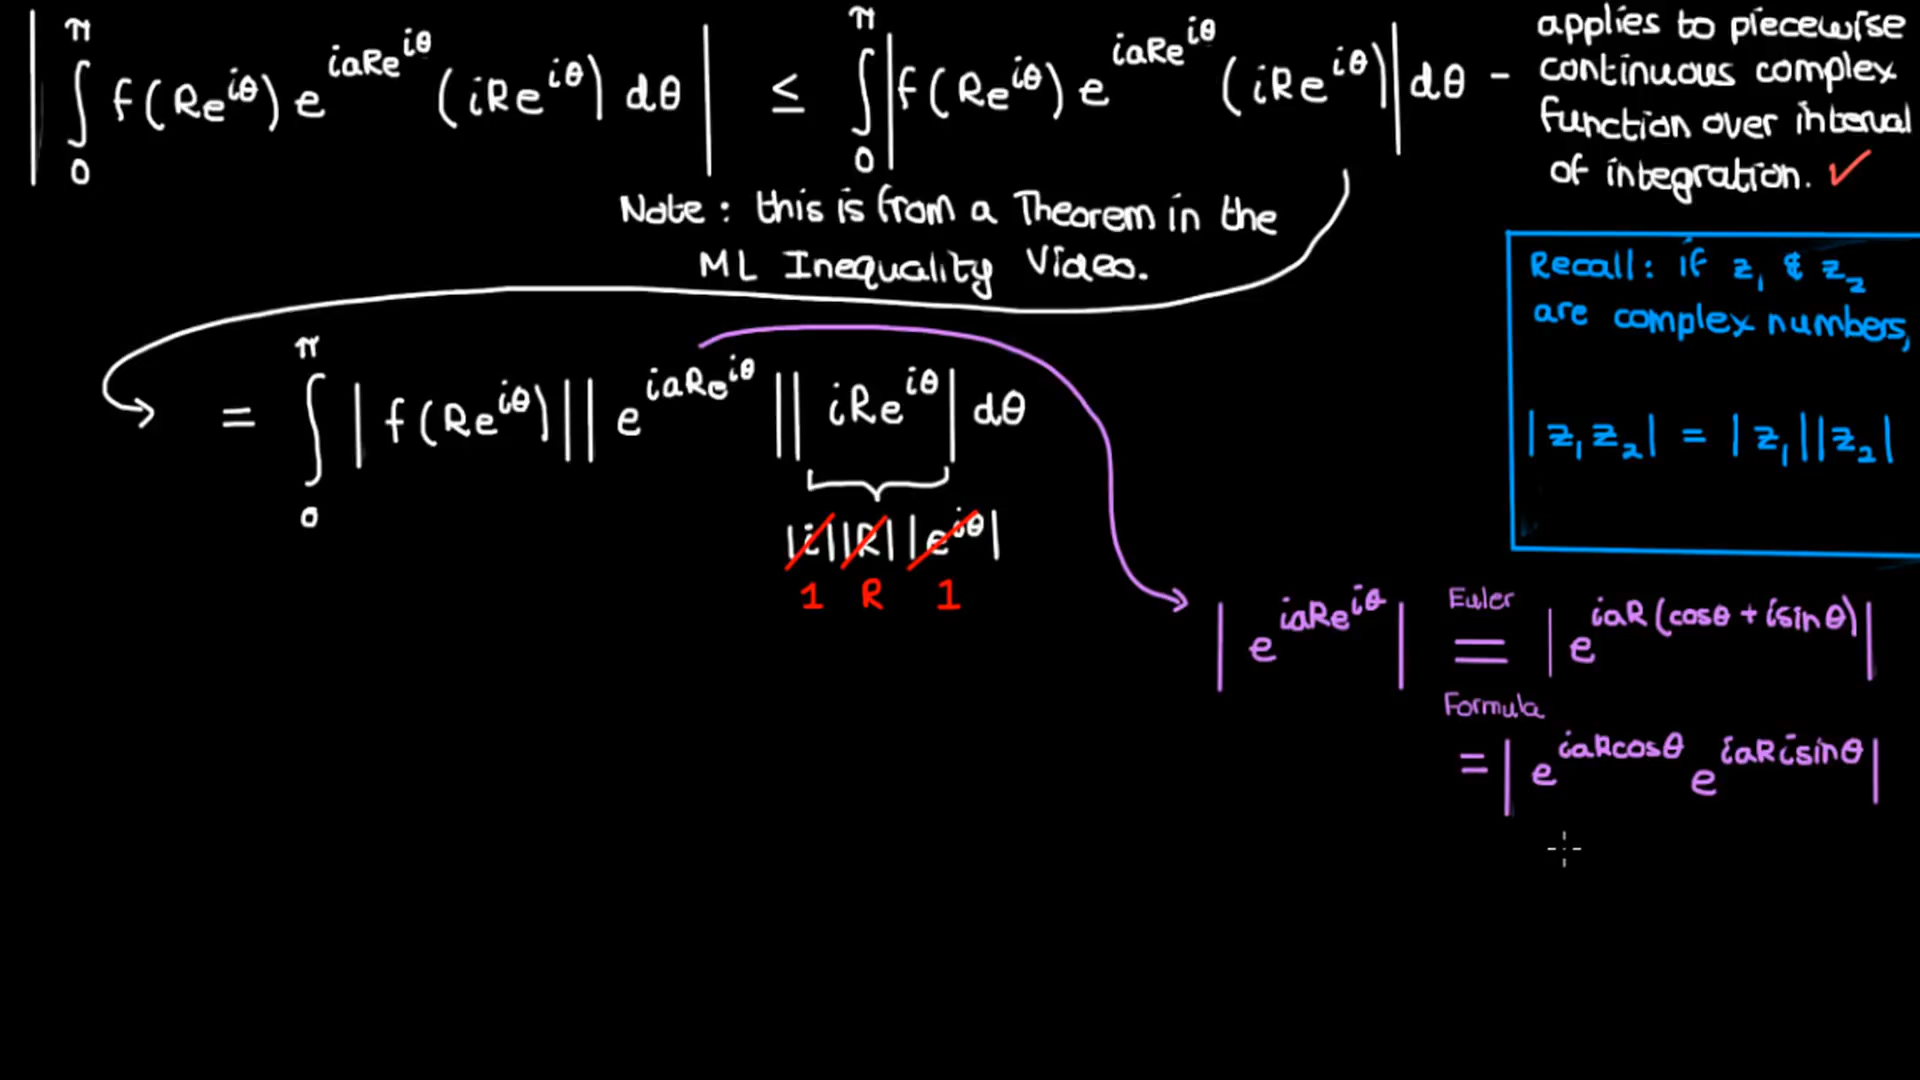 | ∫₀^π f(Re^{iθ}) e^{iaRe^{iθ}} (iRe^{iθ}) dθ | ≤ ∫₀^π | f(Re^{iθ}) e^{iaRe^{iθ}} (iRe^{iθ}) | dθ -
applies to piecewise
continuous complex
function over interval
of integration. ✓
Note: this is from a Theorem in the
ML Inequality Video.
Recall: if z₁ & z₂
are complex numbers,
|z₁z₂| = |z₁||z₂|
= ∫₀^π | f(Re^{iθ}) || e^{iaRe^{iθ}} || iRe^{iθ} | dθ
|i||R||e^{iθ}|
1 R 1
| e^{iaRe^{iθ}} | = | e^{iaR(cosθ + isinθ)} |
Euler
Formula
= | e^{iaRcosθ} e^{iaRisinθ} |